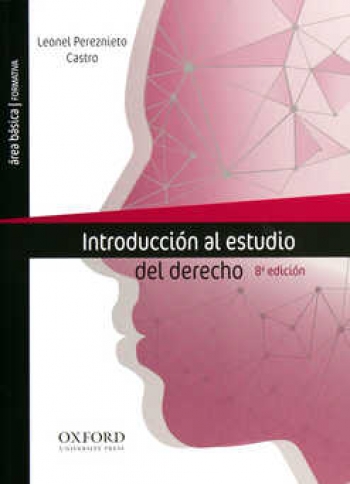 Leonel Pereznieto
Castro
área básica | FORMATIVA
Introducción al estudio
del derecho 8ª edición
OXFORD
UNIVERSITY PRESS